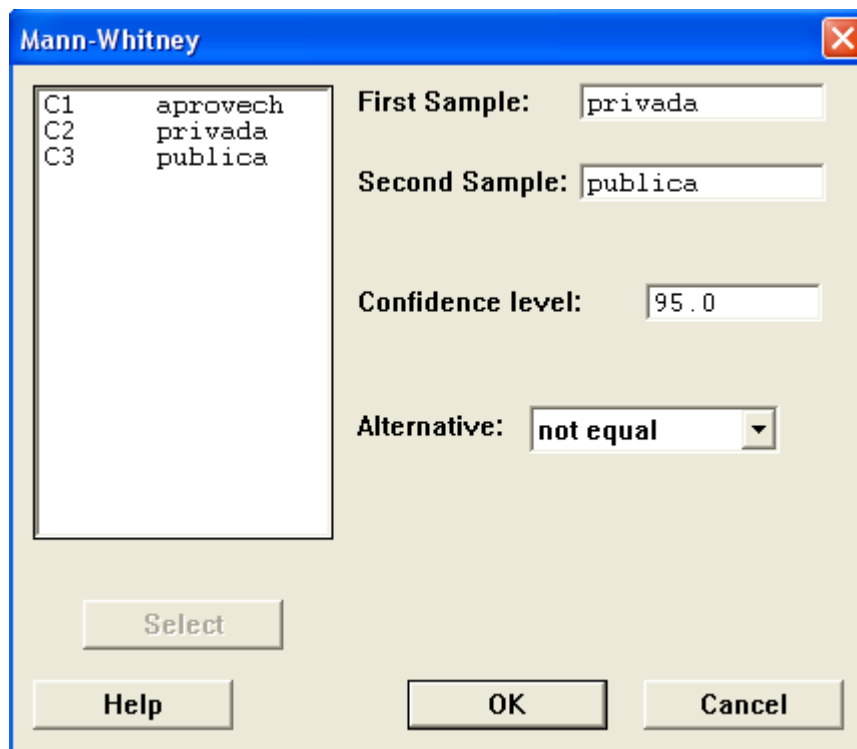 Mann-Whitney
C1 aprovech
C2 privada
C3 publica
First Sample: privada
Second Sample: publica
Confidence level: 95.0
Alternative: not equal
Select
Help
OK
Cancel